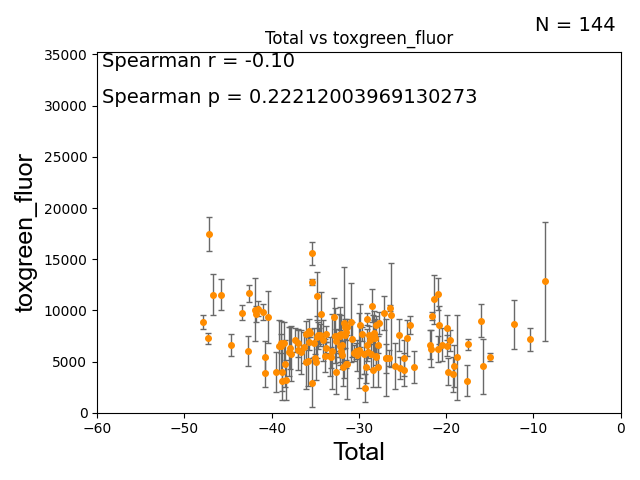 N = 144
Total vs toxgreen_fluor
Spearman r = -0.10
Spearman p = 0.22212003969130273
toxgreen_fluor
35000
30000
25000
20000
15000
10000
5000
0
−60 −50 −40 −30 −20 −10 0
Total